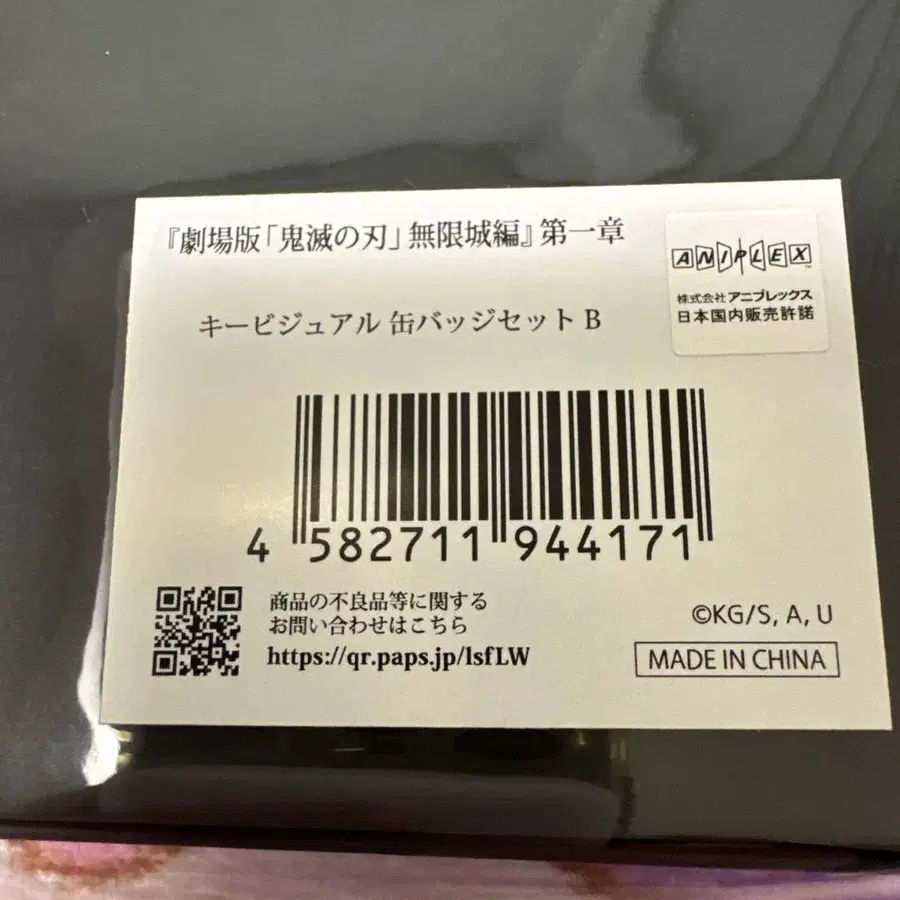 『劇場版「鬼滅の刃」無限城編』第一章
キービジュアル 缶バッジセット B
ANIPLEX
株式会社 アニプレックス
日本国内販売許諾
4 582711 944171
商品の不良品等に関する
お問い合わせはこちら
https://qr.paps.jp/lsfLW
©KG/S, A, U
MADE IN CHINA